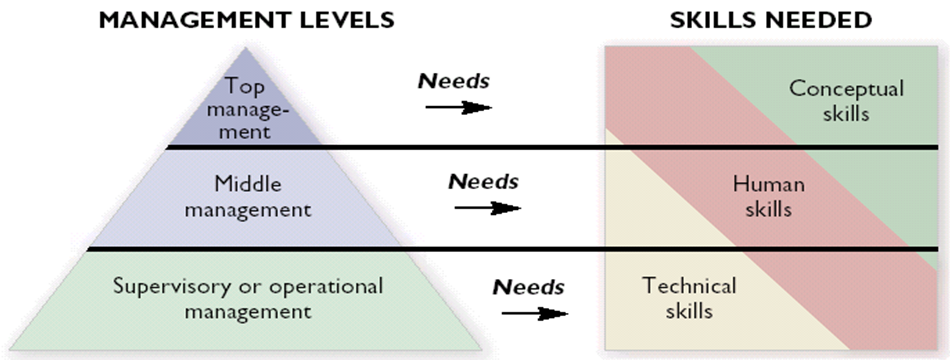 MANAGEMENT LEVELS
SKILLS NEEDED
Top
manage-
ment
Needs
Conceptual
skills
Middle
management
Needs
Human
skills
Supervisory or operational
management
Needs
Technical
skills